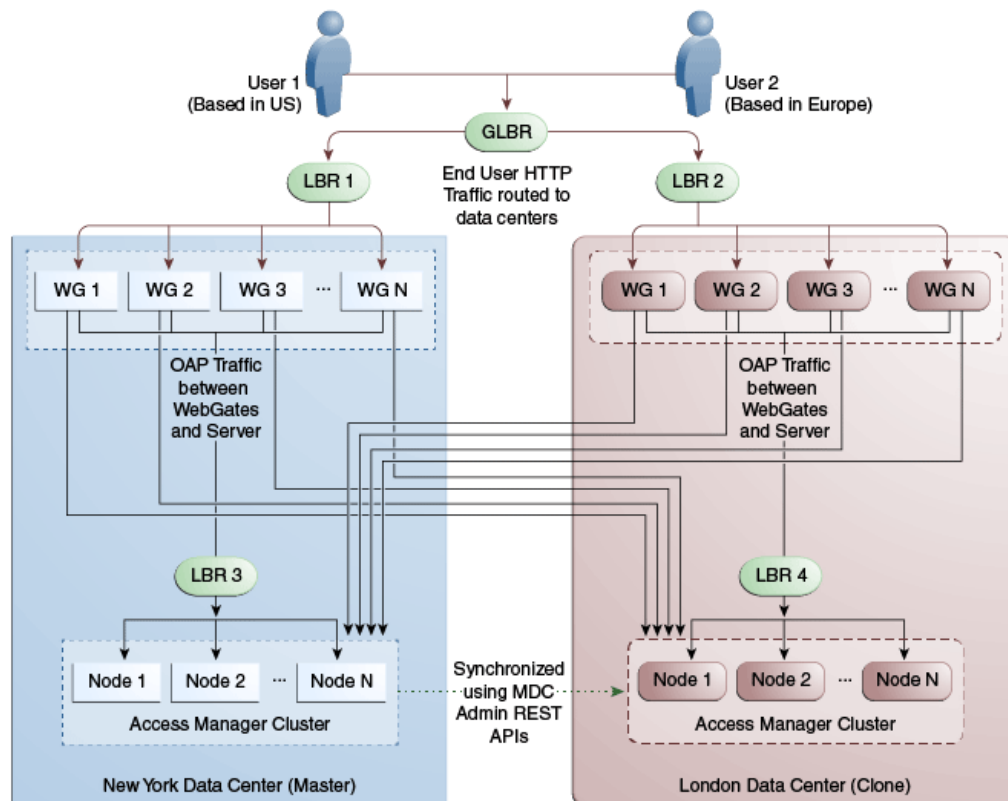 User 1
(Based in US)
User 2
(Based in Europe)
GLBR
LBR 1
End User HTTP
Traffic routed to
data centers
LBR 2
WG 1
WG 2
WG 3
...
WG N
WG 1
WG 2
WG 3
...
WG N
OAP Traffic
between
WebGates
and Server
OAP Traffic
between
WebGates
and Server
LBR 3
LBR 4
Node 1
Node 2
...
Node N
Access Manager Cluster
Synchronized
using MDC
Admin REST
APIs
Node 1
Node 2
...
Node N
Access Manager Cluster
New York Data Center (Master)
London Data Center (Clone)